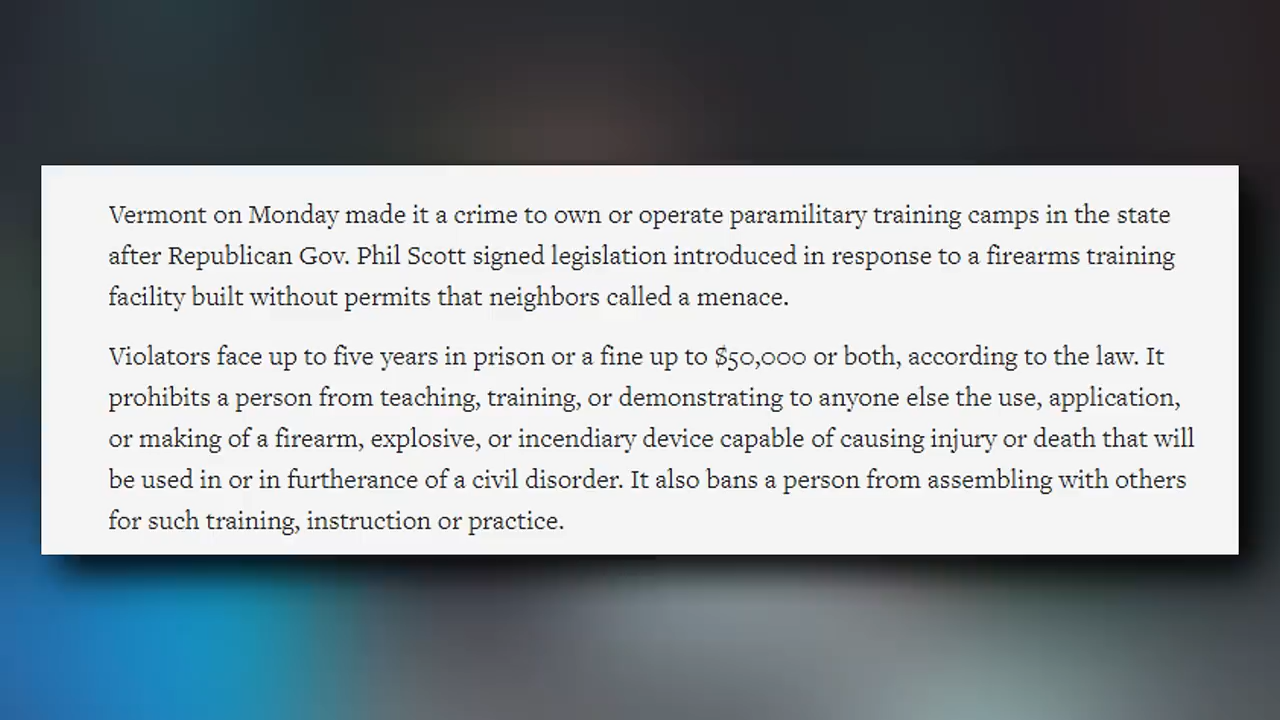 Vermont on Monday made it a crime to own or operate paramilitary training camps in the state
after Republican Gov. Phil Scott signed legislation introduced in response to a firearms training
facility built without permits that neighbors called a menace.
Violators face up to five years in prison or a fine up to $50,000 or both, according to the law. It
prohibits a person from teaching, training, or demonstrating to anyone else the use, application,
or making of a firearm, explosive, or incendiary device capable of causing injury or death that will
be used in or in furtherance of a civil disorder. It also bans a person from assembling with others
for such training, instruction or practice.